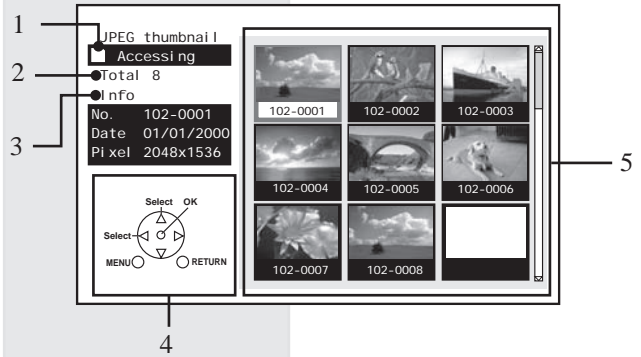 1
JPEG thumbnail
Accessing
2
Total 8
Info
3
No. 102-0001
Date 01/01/2000
Pixel 2048x1536
Select OK
Select
MENU RETURN
4
102-0001 102-0002 102-0003
102-0004 102-0005 102-0006
102-0007 102-0008
5